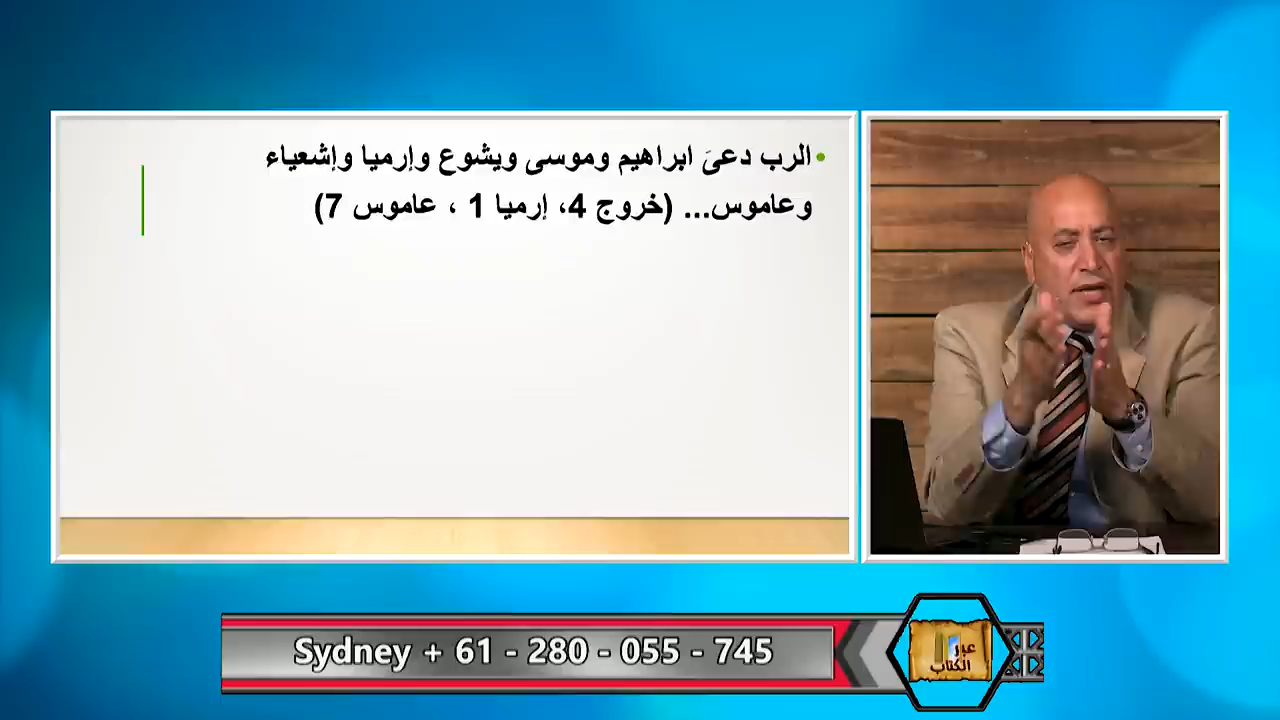 • الرب دعىَ ابراهيم وموسى ويشوع وإرميا وإشعياء
وعاموس... (خروج 4، إرميا 1 ، عاموس 7)
Sydney + 61 - 280 - 055 - 745
عبر
الكتاب